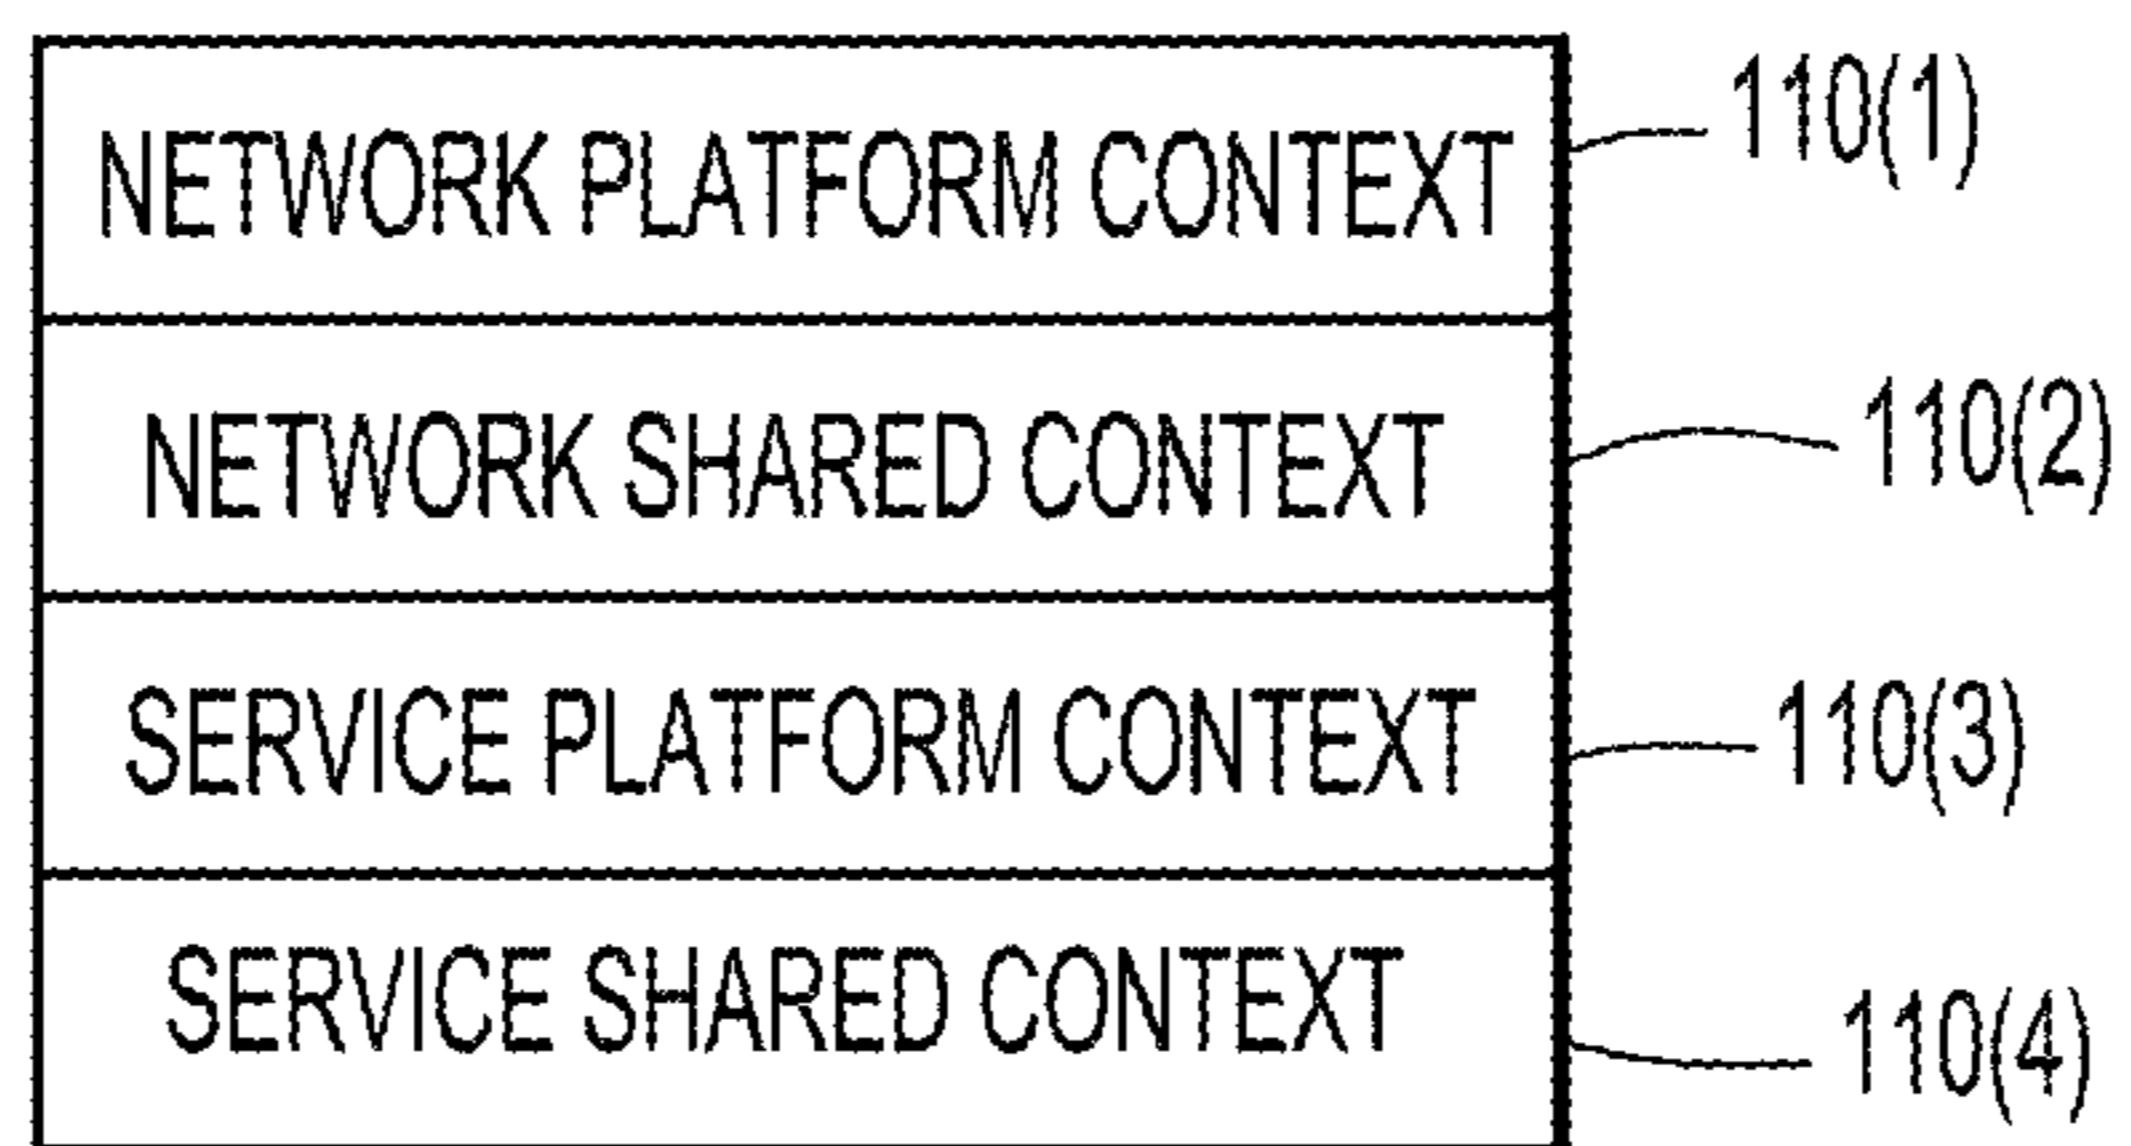 NETWORK PLATFORM CONTEXT 110(1)
NETWORK SHARED CONTEXT 110(2)
SERVICE PLATFORM CONTEXT 110(3)
SERVICE SHARED CONTEXT 110(4)